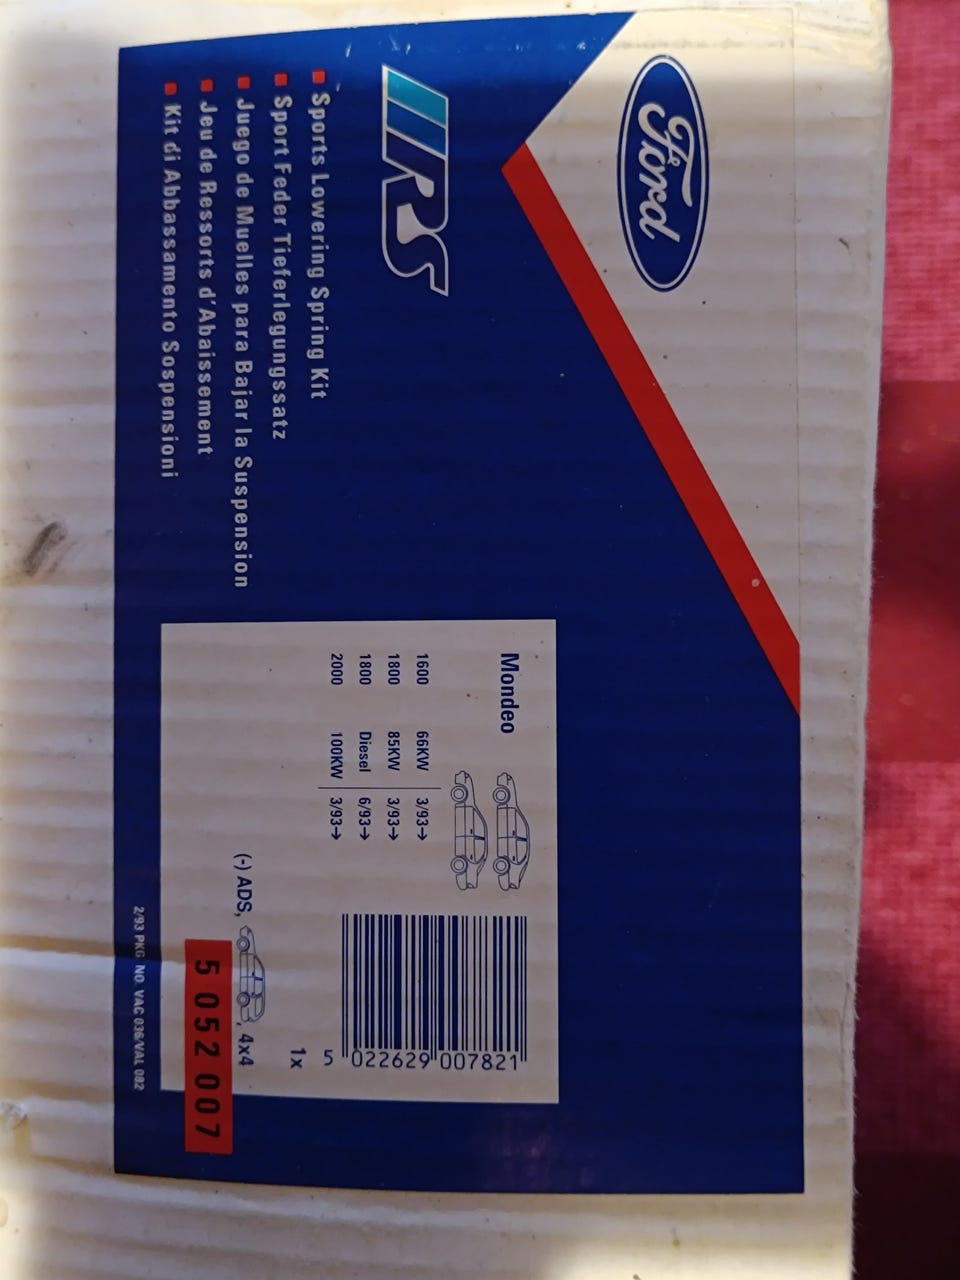 Ford
RS
Sports Lowering Spring Kit
Sport Feder Tieferlegungssatz
Juego de Muelles para Bajar la Suspension
Jeu de Ressorts d'Abaissement
Kit di Abbassamento Sospensioni
Mondeo
1600 66KW 3/93→
1800 85KW 3/93→
1800 Diesel 6/93→
2000 100KW 3/93→
5 022629 007821
1x
(-) ADS, , 4x4
5 052 007
2/93 PKG NO. VAC 036/VAL 082